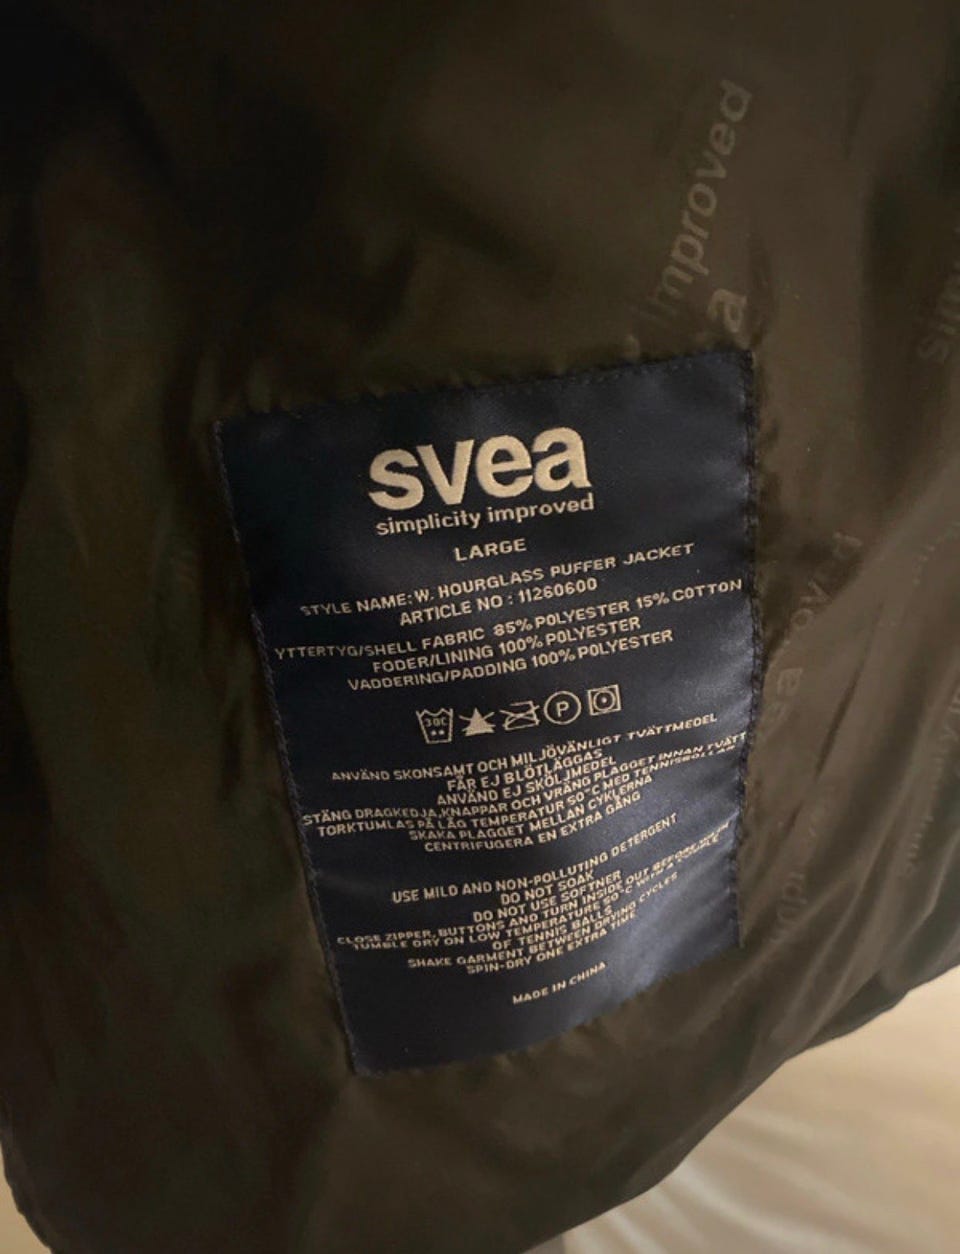 Improved
a
svea
simplicity improved
LARGE
STYLE NAME: W. HOURGLASS PUFFER JACKET
ARTICLE NO : 11260600
YTTERTYG/SHELL FABRIC 85% POLYESTER 15% COTTON
FODER/LINING 100% POLYESTER
VADDERING/PADDING 100% POLYESTER
30C
P
ANVÄND SKONSAMT OCH MILJÖVÄNLIGT TVÄTTMEDEL
FÅR EJ BLÖTLÄGGAS
ANVÄND EJ SKÖLJMEDEL
STÄNG DRAGKEDJA, KNAPPAR OCH VRÄNG PLAGGET INNAN TVÄTT
TORKTUMLAS PÅ LÅG TEMPERATUR 50°C MED TENNISBOLLAR
SKAKA PLAGGET MELLAN CYKLERNA
CENTRIFUGERA EN EXTRA GÅNG
USE MILD AND NON-POLLUTING DETERGENT
DO NOT SOAK
DO NOT USE SOFTNER
CLOSE ZIPPER, BUTTONS AND TURN INSIDE OUT BEFORE
TUMBLE DRY ON LOW TEMPERATURE 50°C WITH A COUPLE
OF TENNIS BALLS
SHAKE GARMENT BETWEEN DRYING CYCLES
SPIN-DRY ONE EXTRA TIME
MADE IN CHINA